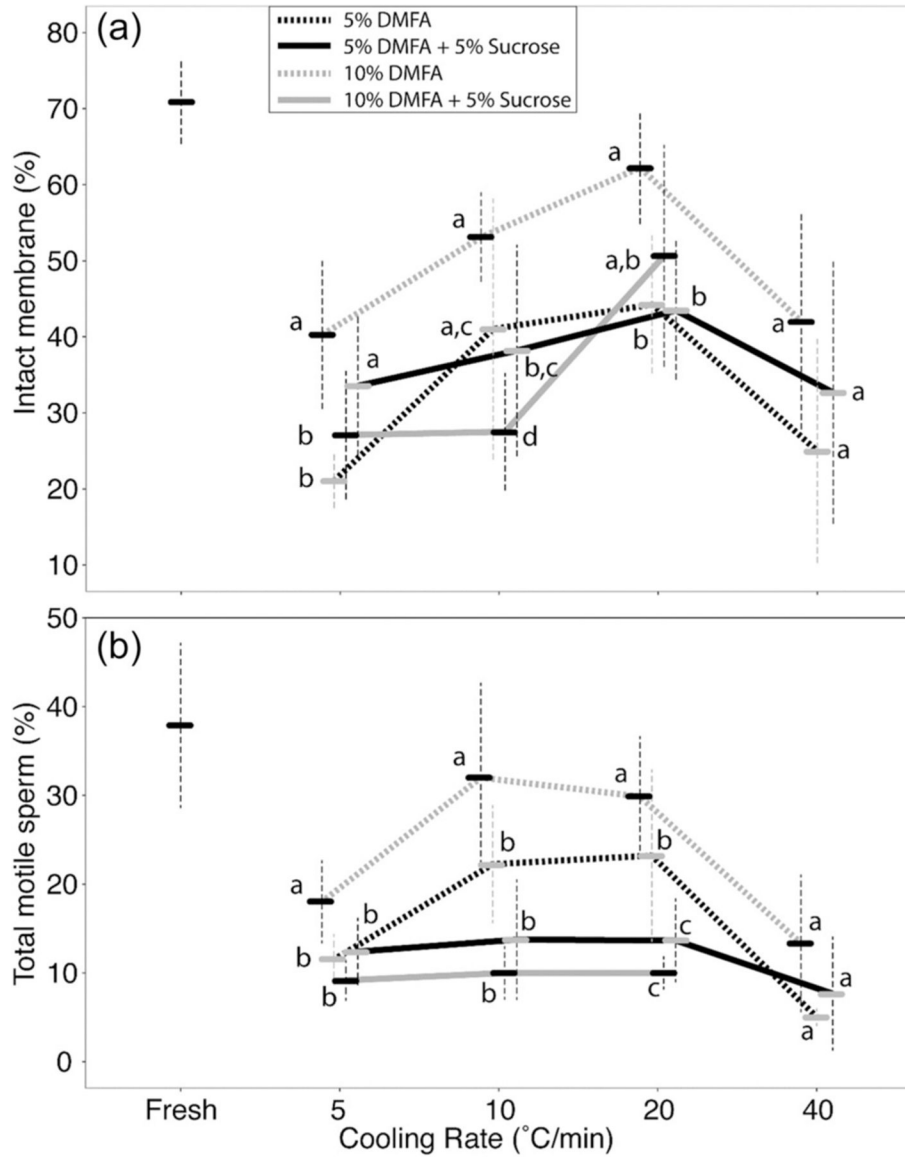 (a)
5% DMFA
5% DMFA + 5% Sucrose
10% DMFA
10% DMFA + 5% Sucrose
Intact membrane (%)
80
70
60
50
40
30
20
10
a
a
a
a,b
b
a
a,c
b
a
b,c
b
d
a
a
b
(b)
Total motile sperm (%)
50
40
30
20
10
0
a
a
a
b
b
b
a
b
b
c
a
b
b
c
a
Fresh
5
10
20
40
Cooling Rate (°C/min)